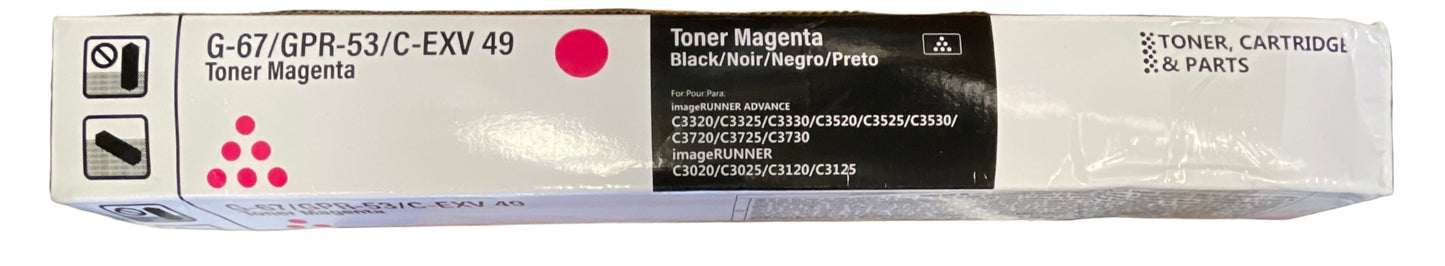 G-67/GPR-53/C-EXV 49
Toner Magenta
Toner Magenta
Black/Noir/Negro/Preto
For:Pour:Para:
imageRUNNER ADVANCE
C3320/C3325/C3330/C3520/C3525/C3530/
C3720/C3725/C3730
imageRUNNER
C3020/C3025/C3120/C3125
TONER, CARTRIDGE
& PARTS
G-67/GPR-53/C-EXV 49
Toner Magenta